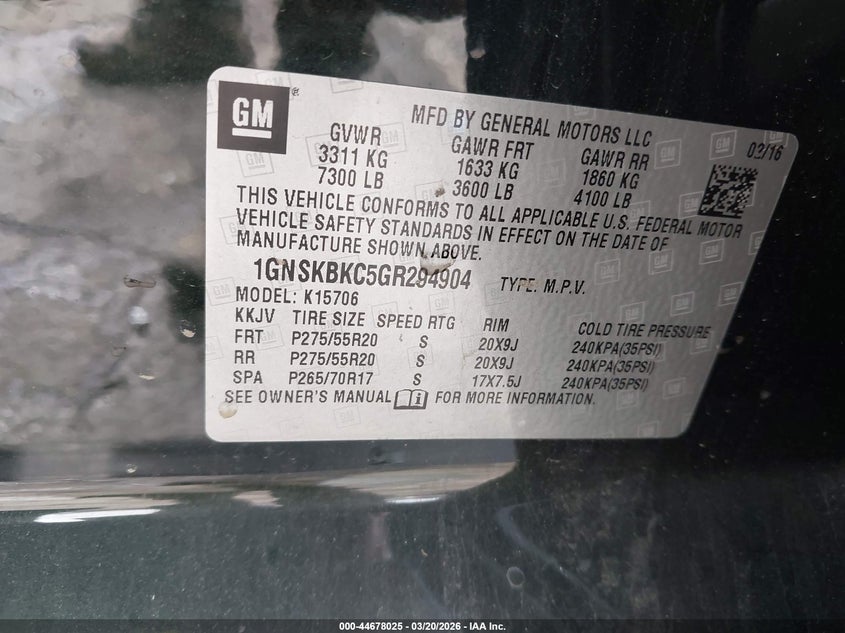 GM®
MFD BY GENERAL MOTORS LLC
03/16
GVWR GAWR FRT GAWR RR
3311 KG 1633 KG 1860 KG
7300 LB 3600 LB 4100 LB
THIS VEHICLE CONFORMS TO ALL APPLICABLE U.S. FEDERAL MOTOR
VEHICLE SAFETY STANDARDS IN EFFECT ON THE DATE OF
MANUFACTURE SHOWN ABOVE.
1GNSKBKC5GR294904 TYPE: M.P.V.
MODEL: K15706
KKJV TIRE SIZE SPEED RTG RIM COLD TIRE PRESSURE
FRT P275/55R20 S 20X9J 240KPA(35PSI)
RR P275/55R20 S 20X9J 240KPA(35PSI)
SPA P265/70R17 S 17X7.5J 240KPA(35PSI)
SEE OWNER'S MANUAL FOR MORE INFORMATION.
000-44678025 | 03/20/2026 - IAA Inc.